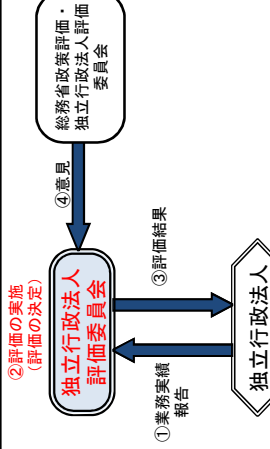 ②評価の実施
(評価の決定)
独立行政法人
評価委員会
④意見
総務省政策評価・
独立行政法人評価
委員会
①業務実績
報告
③評価結果
独立行政法人